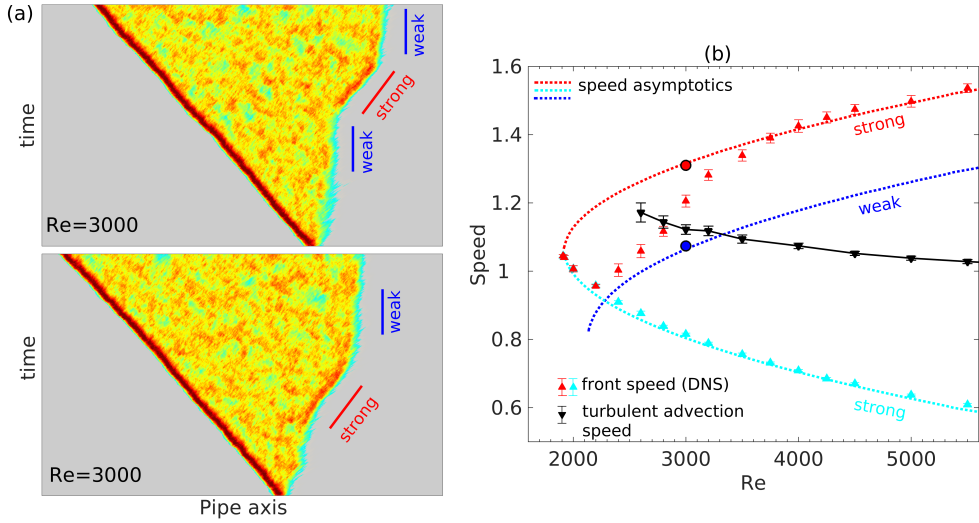 (a)
weak
strong
weak
time
Re=3000
weak
strong
time
Re=3000
Pipe axis
(b)
1.6
1.4
1.2
1
0.8
0.6
Speed
speed asymptotics
strong
weak
strong
front speed (DNS)
turbulent advection
speed
2000 3000 4000 5000
Re